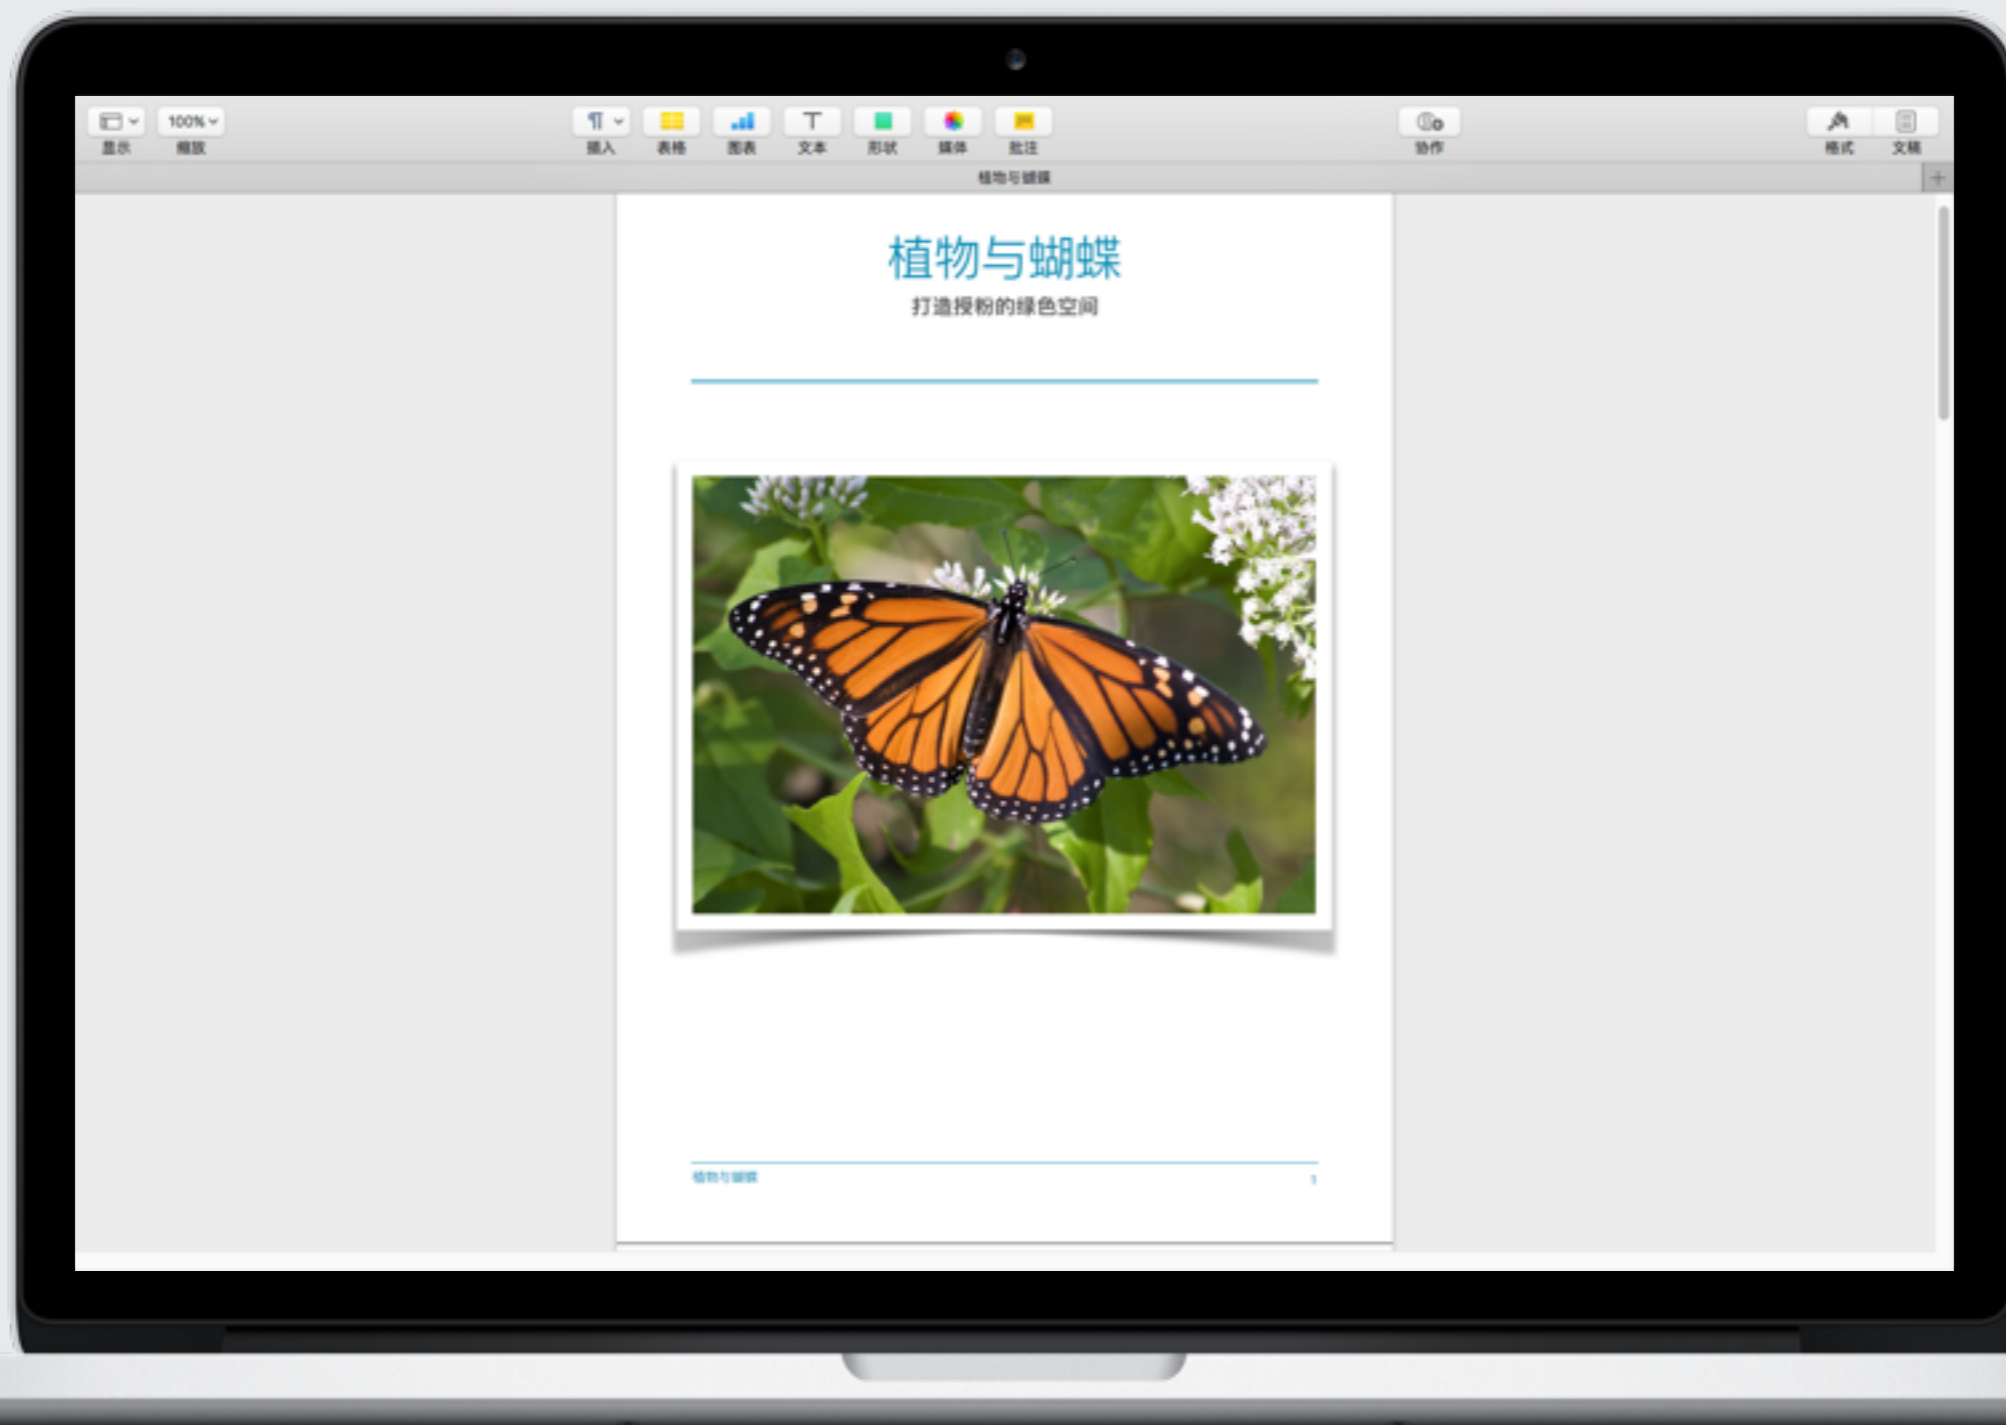 100%
显示 缩放 插入 表格 图表 文本 形状 媒体 批注 协作 格式 文稿
植物与蝴蝶
植物与蝴蝶
打造授粉的绿色空间
植物与蝴蝶 1